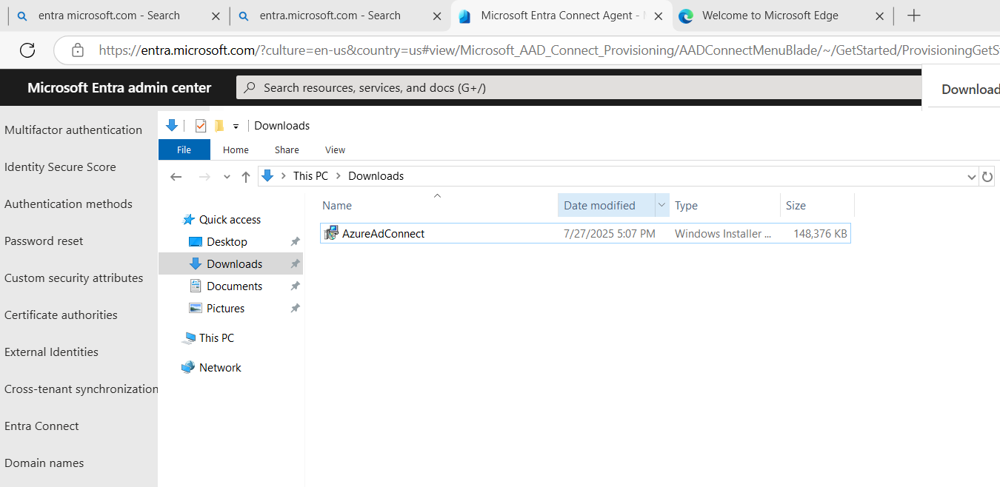 entra microsoft.com - Search
entra.microsoft.com - Search
Microsoft Entra Connect Agent -
Welcome to Microsoft Edge
https://entra.microsoft.com/?culture=en-us&country=us#view/Microsoft_AAD_Connect_Provisioning/AADConnectMenuBlade/~/GetStarted/ProvisioningGetS
Microsoft Entra admin center
Search resources, services, and docs (G+/)
Download
Multifactor authentication
Identity Secure Score
Authentication methods
Password reset
Custom security attributes
Certificate authorities
External Identities
Cross-tenant synchronization
Entra Connect
Domain names
Downloads
File Home Share View
This PC > Downloads
Quick access
Desktop
Downloads
Documents
Pictures
This PC
Network
Name Date modified Type Size
AzureAdConnect 7/27/2025 5:07 PM Windows Installer ... 148,376 KB